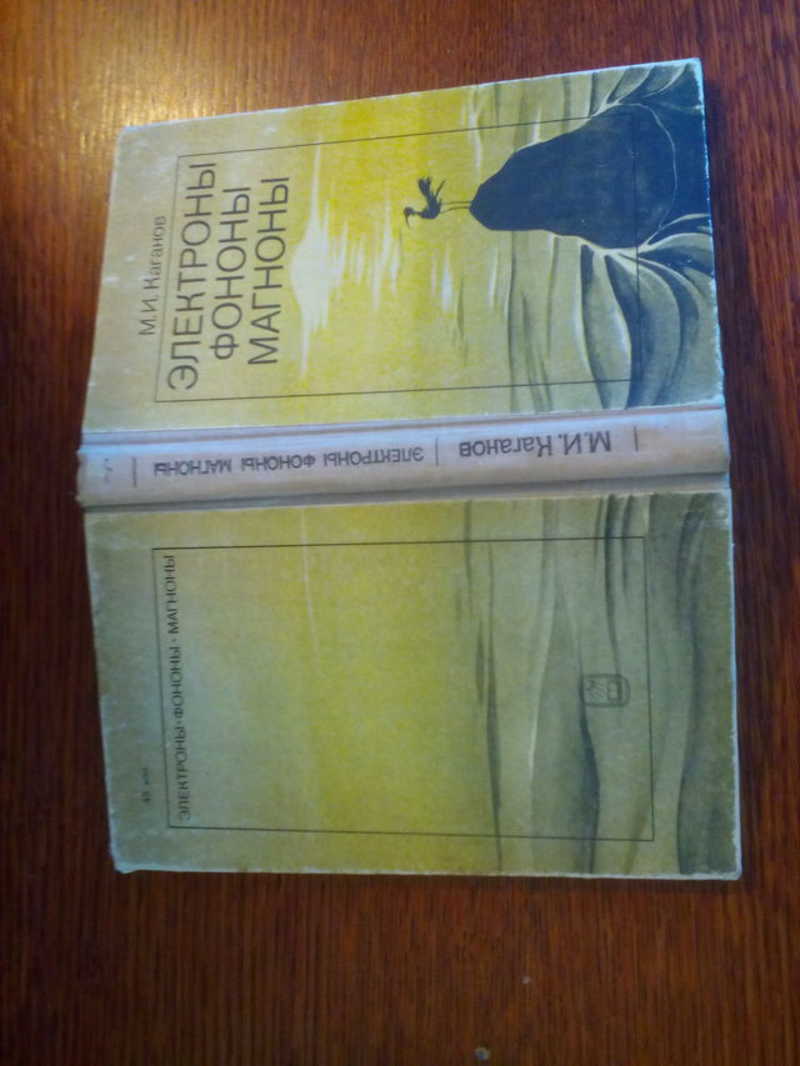 М.И. Каганов
ЭЛЕКТРОНЫ
ФОНОНЫ
МАГНОНЫ
М.И. Каганов
ЭЛЕКТРОНЫ ФОНОНЫ МАГНОНЫ
ЭЛЕКТРОНЫ·ФОНОНЫ·МАГНОНЫ